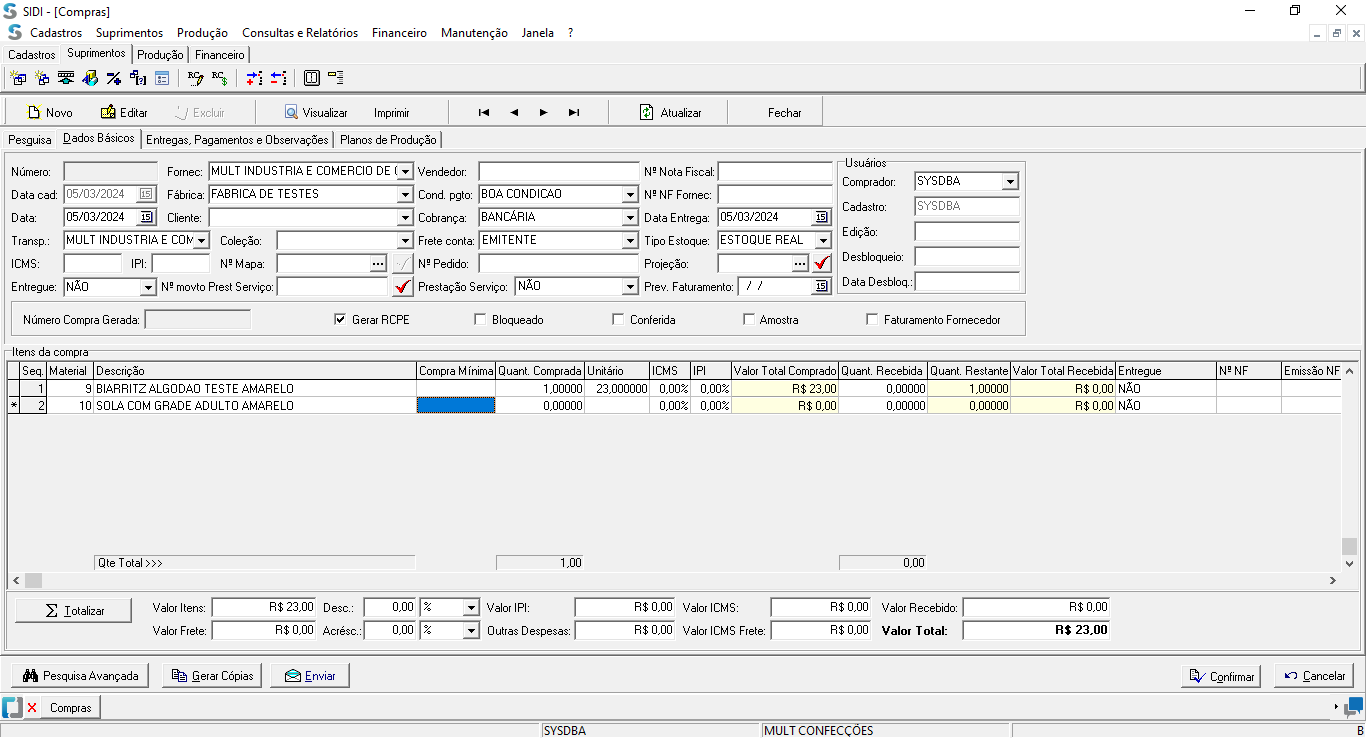 SIDI - [Compras]
Cadastros Suprimentos Produção Consultas e Relatórios Financeiro Manutenção Janela ?
Cadastros Suprimentos Produção Financeiro
Novo Editar Excluir Visualizar Imprimir Atualizar Fechar
Pesquisa Dados Básicos Entregas, Pagamentos e Observações Planos de Produção
Número: Fornec: MULT INDUSTRIA E COMERCIO DE ( Vendedor: Nº Nota Fiscal: Usuários
Data cad: 05/03/2024 15 Fábrica: FABRICA DE TESTES Cond. pgto: BOA CONDICAO Nº NF Fornec: Comprador: SYSDBA
Data: 05/03/2024 15 Cliente: Cobrança: BANCÁRIA Data Entrega: 05/03/2024 15 Cadastro: SYSDBA
Transp.: MULT INDUSTRIA E COM Coleção: Frete conta: EMITENTE Tipo Estoque: ESTOQUE REAL Edição:
ICMS: IPI: Nº Mapa: ... Nº Pedido: Projeção: ... Desbloqueio:
Entregue: NÃO Nº movto Prest Serviço: Prestação Serviço: NÃO Prev. Faturamento: / / 15 Data Desbloq.:
Número Compra Gerada: Gerar RCPE Bloqueado Conferida Amostra Faturamento Fornecedor
Itens da compra
Seq. Material Descrição Compra Mínima Quant. Comprada Unitário ICMS IPI Valor Total Comprado Quant. Recebida Quant. Restante Valor Total Recebida Entregue Nº NF Emissão NF
1 9 BIARRITZ ALGODAO TESTE AMARELO 1,00000 23,000000 0,00% 0,00% R$ 23,00 0,00000 1,00000 R$ 0,00 NÃO
* 2 10 SOLA COM GRADE ADULTO AMARELO 0,00000 0,00% 0,00% R$ 0,00 0,00000 0,00000 R$ 0,00 NÃO
Qte Total >>> 1,00 0,00
Totalizar Valor Itens: R$ 23,00 Desc.: 0,00 % Valor IPI: R$ 0,00 Valor ICMS: R$ 0,00 Valor Recebido: R$ 0,00
Valor Frete: R$ 0,00 Acrésc.: 0,00 % Outras Despesas: R$ 0,00 Valor ICMS Frete: R$ 0,00 Valor Total: R$ 23,00
Pesquisa Avançada Gerar Cópias Enviar Confirmar Cancelar
Compras
SYSDBA MULT CONFECÇÕES B